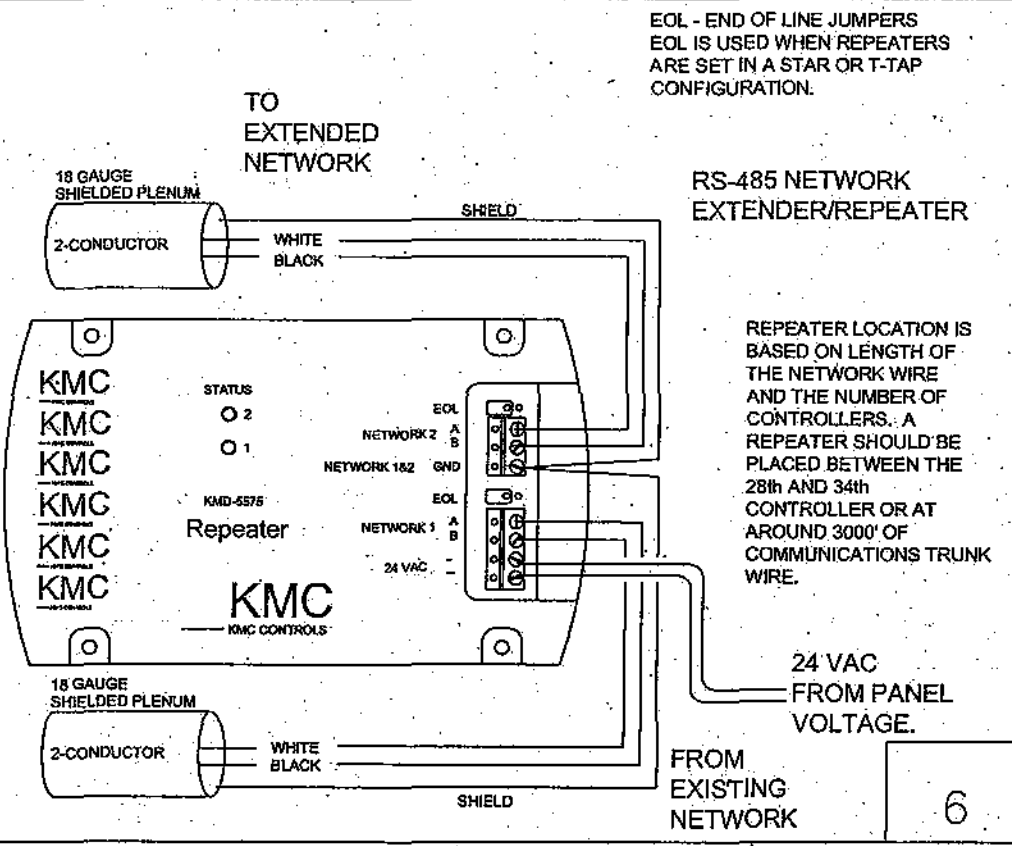 EOL - END OF LINE JUMPERS
EOL IS USED WHEN REPEATERS
ARE SET IN A STAR OR T-TAP
CONFIGURATION.
TO
EXTENDED
NETWORK
18 GAUGE
SHIELDED PLENUM
2-CONDUCTOR
SHIELD
WHITE
BLACK
RS-485 NETWORK
EXTENDER/REPEATER
REPEATER LOCATION IS
BASED ON LENGTH OF
THE NETWORK WIRE
AND THE NUMBER OF
CONTROLLERS. A
REPEATER SHOULD BE
PLACED BETWEEN THE
28th AND 34th
CONTROLLER OR AT
AROUND 3000' OF
COMMUNICATIONS TRUNK
WIRE.
KMC
KMC
KMC
KMC
KMC
KMC
STATUS
2
1
KMD-5575
Repeater
KMC
KMC CONTROLS
EOL
NETWORK 2 A
B
NETWORK 1&2 GND
EOL
NETWORK 1 A
B
24 VAC
24 VAC
FROM PANEL
VOLTAGE.
18 GAUGE
SHIELDED PLENUM
2-CONDUCTOR
WHITE
BLACK
SHIELD
FROM
EXISTING
NETWORK
6